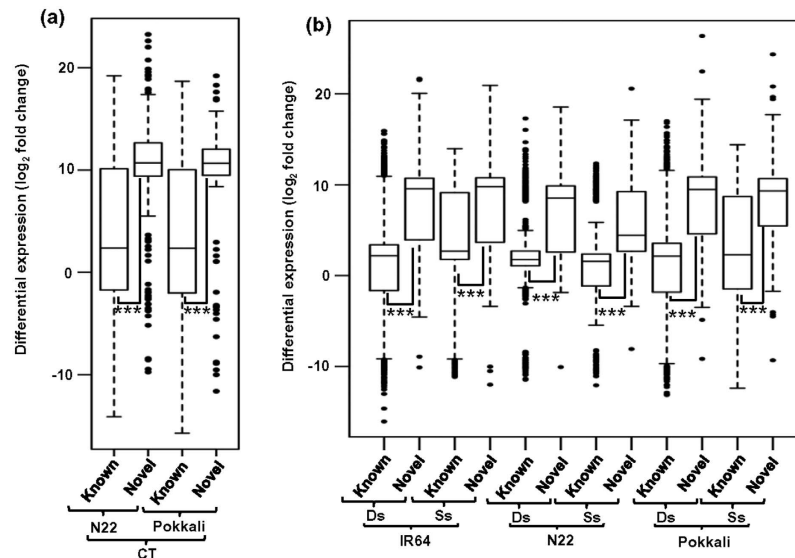 (a)
Differential expression (log2 fold change)
20
10
0
-10
***
***
Known
Novel
Known
Novel
N22
Pokkali
CT
(b)
Differential expression (log2 fold change)
20
10
0
-10
***
***
***
***
***
***
Known
Novel
Known
Novel
Known
Novel
Known
Novel
Known
Novel
Known
Novel
Ds
Ss
Ds
Ss
Ds
Ss
IR64
N22
Pokkali